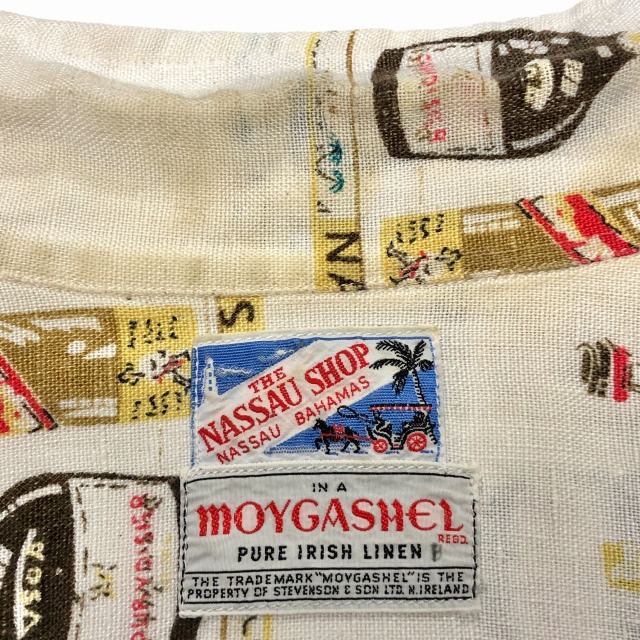 NA
S
THE
NASSAU SHOP
NASSAU BAHAMAS
IN A
MOYGASHEL
REGD.
PURE IRISH LINEN
THE TRADEMARK "MOYGASHEL" IS THE
PROPERTY OF STEVENSON & SON LTD. N. IRELAND